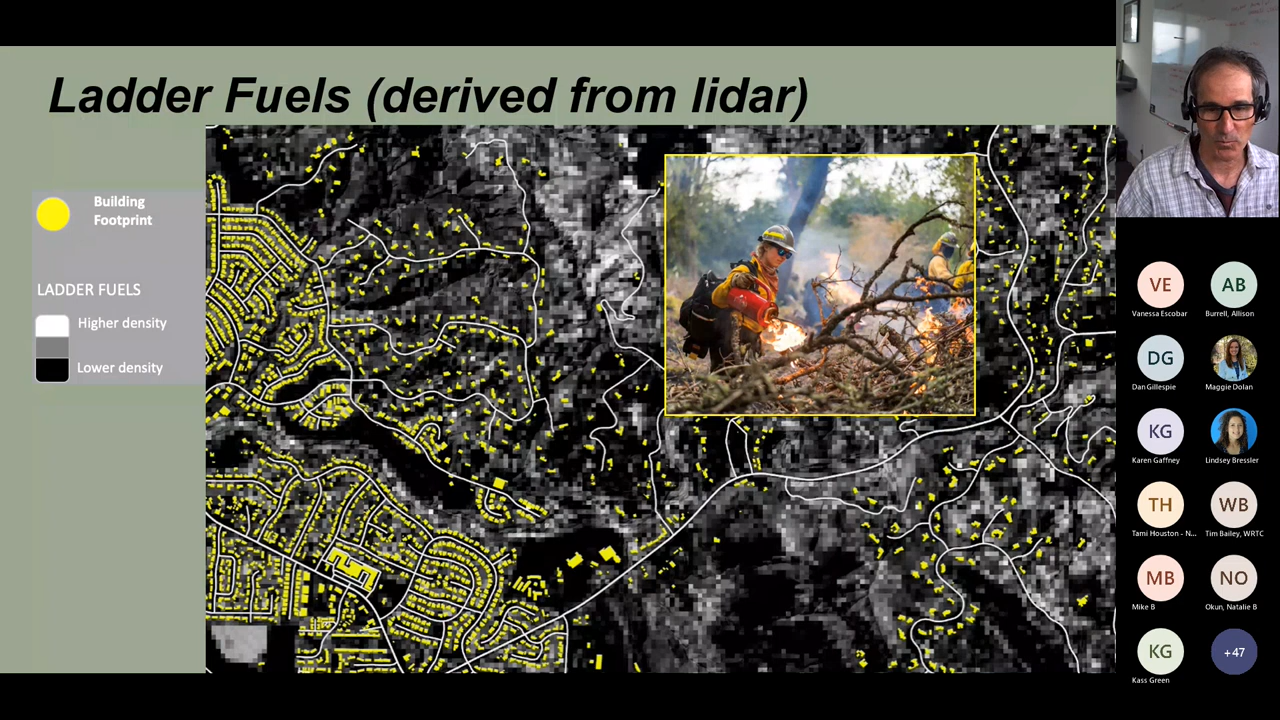 Ladder Fuels (derived from lidar)
Building
Footprint
LADDER FUELS
Higher density
Lower density
VE
AB
Vanessa Escobar
Burrell, Allison
DG
Dan Gillespie
Maggie Dolan
KG
Karen Gaffney
Lindsey Bressler
TH
WB
Tami Houston - N...
Tim Bailey, WRTC
MB
NO
Mike B
Okun, Natalie B
KG
+47
Kass Green